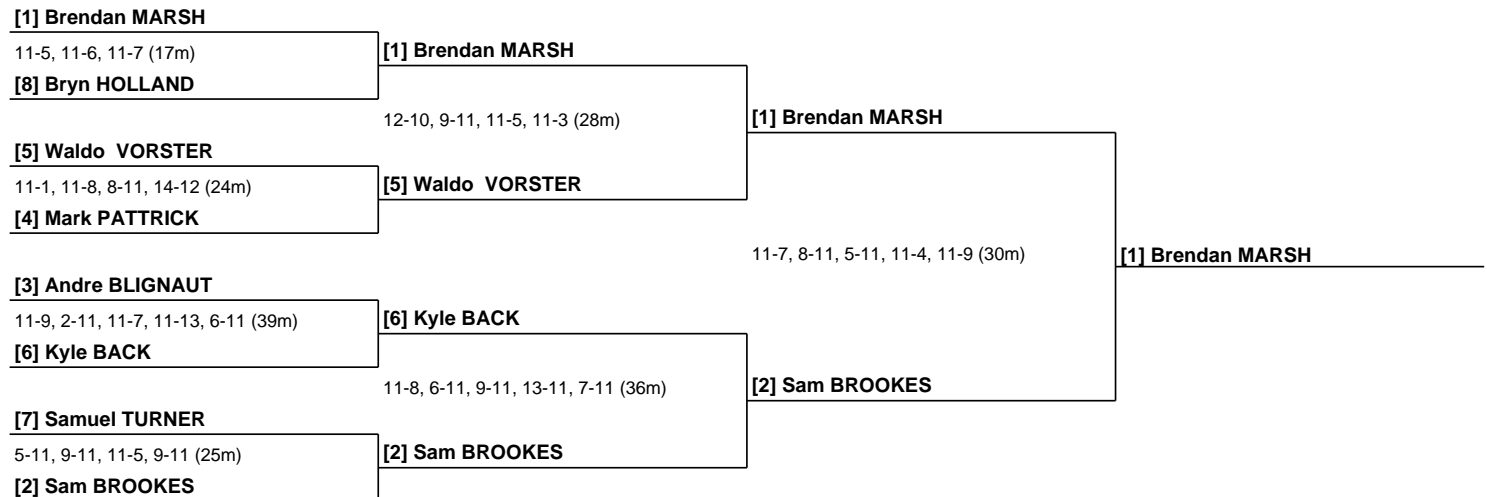 [1] Brendan MARSH
11-5, 11-6, 11-7 (17m)
[1] Brendan MARSH
[8] Bryn HOLLAND
12-10, 9-11, 11-5, 11-3 (28m)
[1] Brendan MARSH
[5] Waldo  VORSTER
11-1, 11-8, 8-11, 14-12 (24m)
[5] Waldo  VORSTER
[4] Mark PATTRICK
11-7, 8-11, 5-11, 11-4, 11-9 (30m)
[1] Brendan MARSH
[3] Andre BLIGNAUT
11-9, 2-11, 11-7, 11-13, 6-11 (39m)
[6] Kyle BACK
[6] Kyle BACK
11-8, 6-11, 9-11, 13-11, 7-11 (36m)
[2] Sam BROOKES
[7] Samuel TURNER
5-11, 9-11, 11-5, 9-11 (25m)
[2] Sam BROOKES
[2] Sam BROOKES